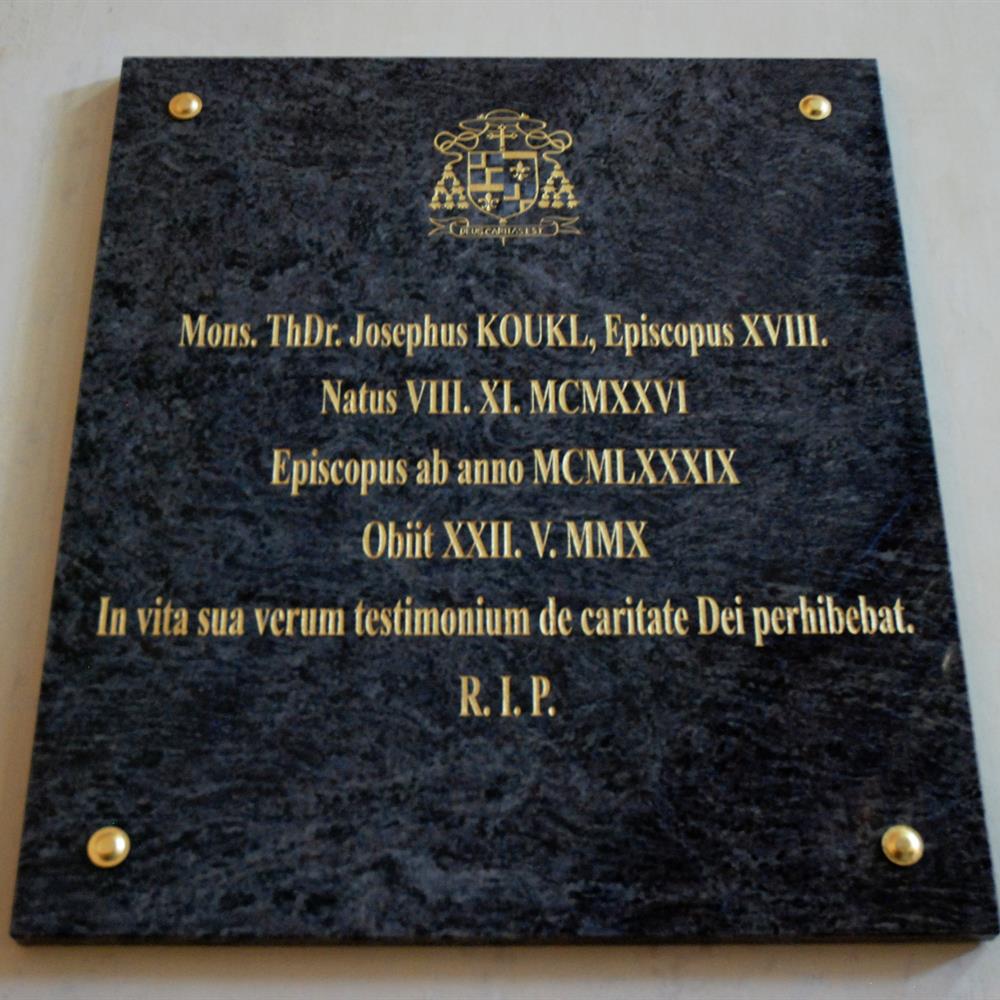 DEUS CARITAS EST
Mons. ThDr. Josephus KOUKL, Episcopus XVIII.
Natus VIII. XI. MCMXXVI
Episcopus ab anno MCMLXXXIX
Obiit XXII. V. MMX
In vita sua verum testimonium de caritate Dei perhibebat.
R. I. P.